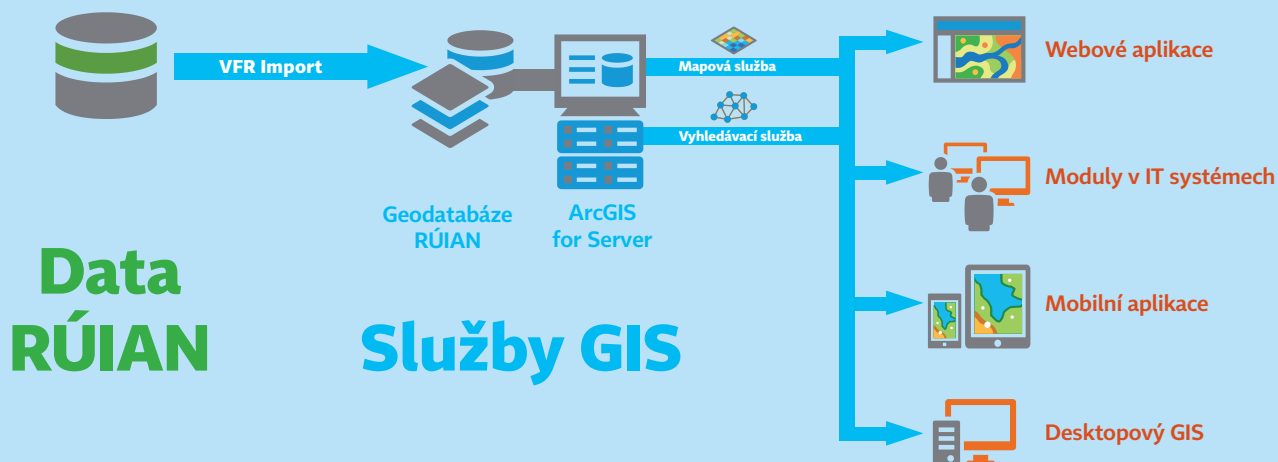 VFR Import
Mapová služba
Vyhledávací služba
Geodatabáze
RÚIAN
ArcGIS
for Server
Data
RÚIAN
Služby GIS
Webové aplikace
Moduly v IT systémech
Mobilní aplikace
Desktopový GIS